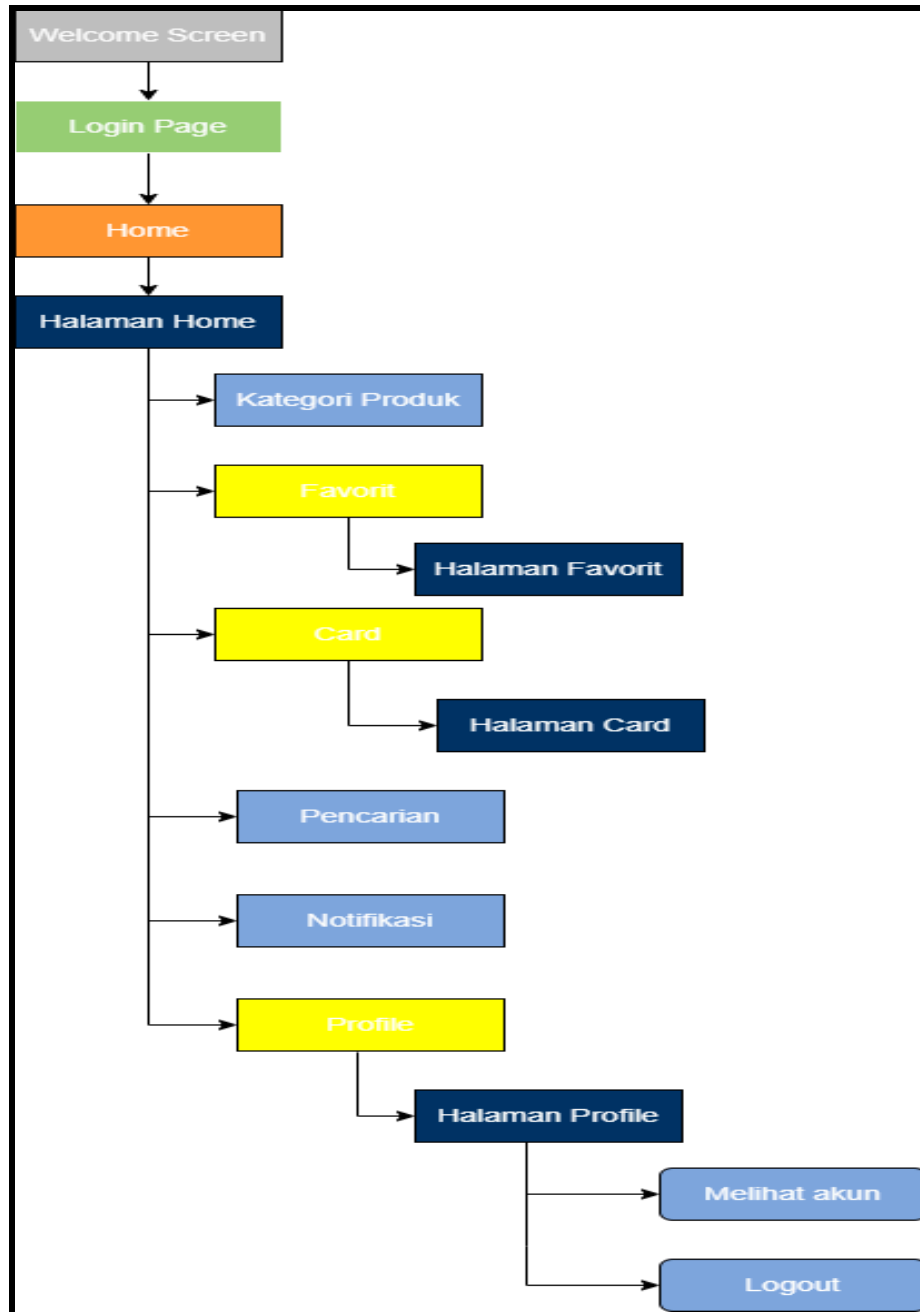 Welcome Screen
Login Page
Home
Halaman Home
Kategori Produk
Favorit
Halaman Favorit
Card
Halaman Card
Pencarian
Notifikasi
Profile
Halaman Profile
Melihat akun
Logout